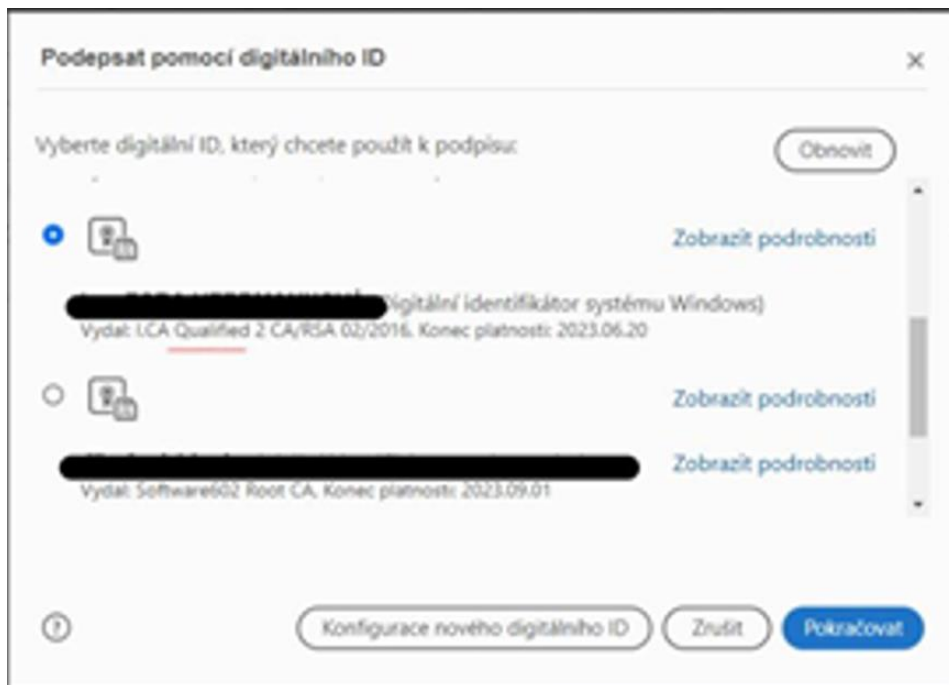 Podepsat pomocí digitálního ID
Vyberte digitální ID, který chcete použít k podpisu:
Obnovit
Zobrazit podrobnosti
Digitální identifikátor systému Windows)
Vydal: I.CA Qualified 2 CA/RSA 02/2016. Konec platnosti: 2023.06.20
Zobrazit podrobnosti
Zobrazit podrobnosti
Vydal: Software602 Root CA. Konec platnosti: 2023.09.01
Konfigurace nového digitálního ID
Zrušit
Pokračovat